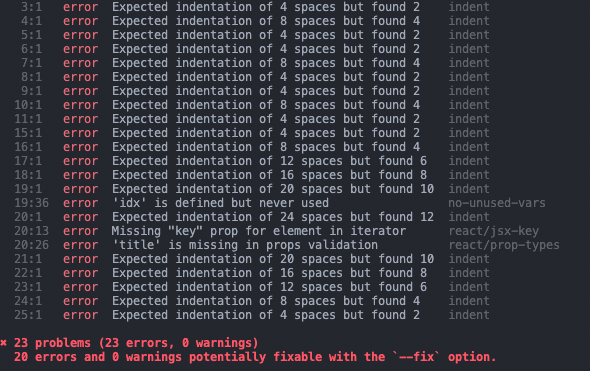 3:1 error Expected indentation of 4 spaces but found 2 indent
4:1 error Expected indentation of 8 spaces but found 4 indent
5:1 error Expected indentation of 4 spaces but found 2 indent
6:1 error Expected indentation of 4 spaces but found 2 indent
7:1 error Expected indentation of 8 spaces but found 4 indent
8:1 error Expected indentation of 4 spaces but found 2 indent
9:1 error Expected indentation of 4 spaces but found 2 indent
10:1 error Expected indentation of 8 spaces but found 4 indent
11:1 error Expected indentation of 4 spaces but found 2 indent
15:1 error Expected indentation of 4 spaces but found 2 indent
16:1 error Expected indentation of 8 spaces but found 4 indent
17:1 error Expected indentation of 12 spaces but found 6 indent
18:1 error Expected indentation of 16 spaces but found 8 indent
19:1 error Expected indentation of 20 spaces but found 10 indent
19:36 error 'idx' is defined but never used no-unused-vars
20:1 error Expected indentation of 24 spaces but found 12 indent
20:13 error Missing "key" prop for element in iterator react/jsx-key
20:26 error 'title' is missing in props validation react/prop-types
21:1 error Expected indentation of 20 spaces but found 10 indent
22:1 error Expected indentation of 16 spaces but found 8 indent
23:1 error Expected indentation of 12 spaces but found 6 indent
24:1 error Expected indentation of 8 spaces but found 4 indent
25:1 error Expected indentation of 4 spaces but found 2 indent
✖ 23 problems (23 errors, 0 warnings)
20 errors and 0 warnings potentially fixable with the `--fix` option.